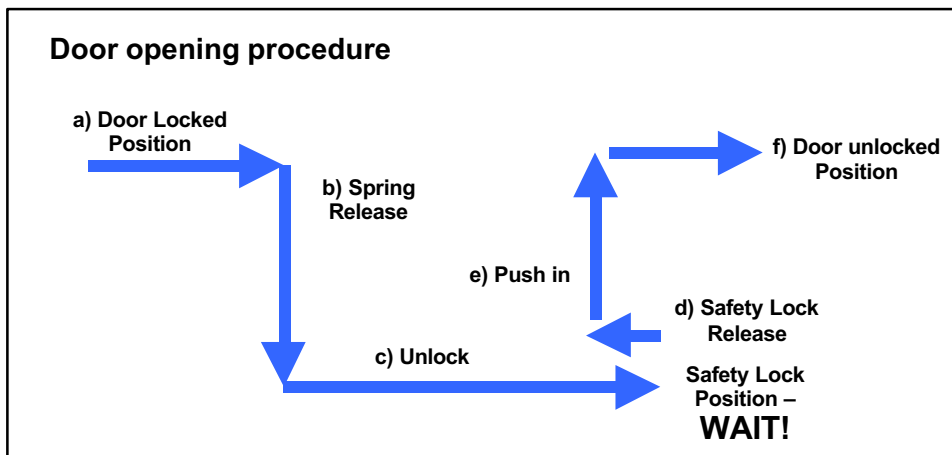 Door opening procedure
a) Door Locked
Position
b) Spring
Release
c) Unlock
Safety Lock
Position –
WAIT!
d) Safety Lock
Release
e) Push in
f) Door unlocked
Position